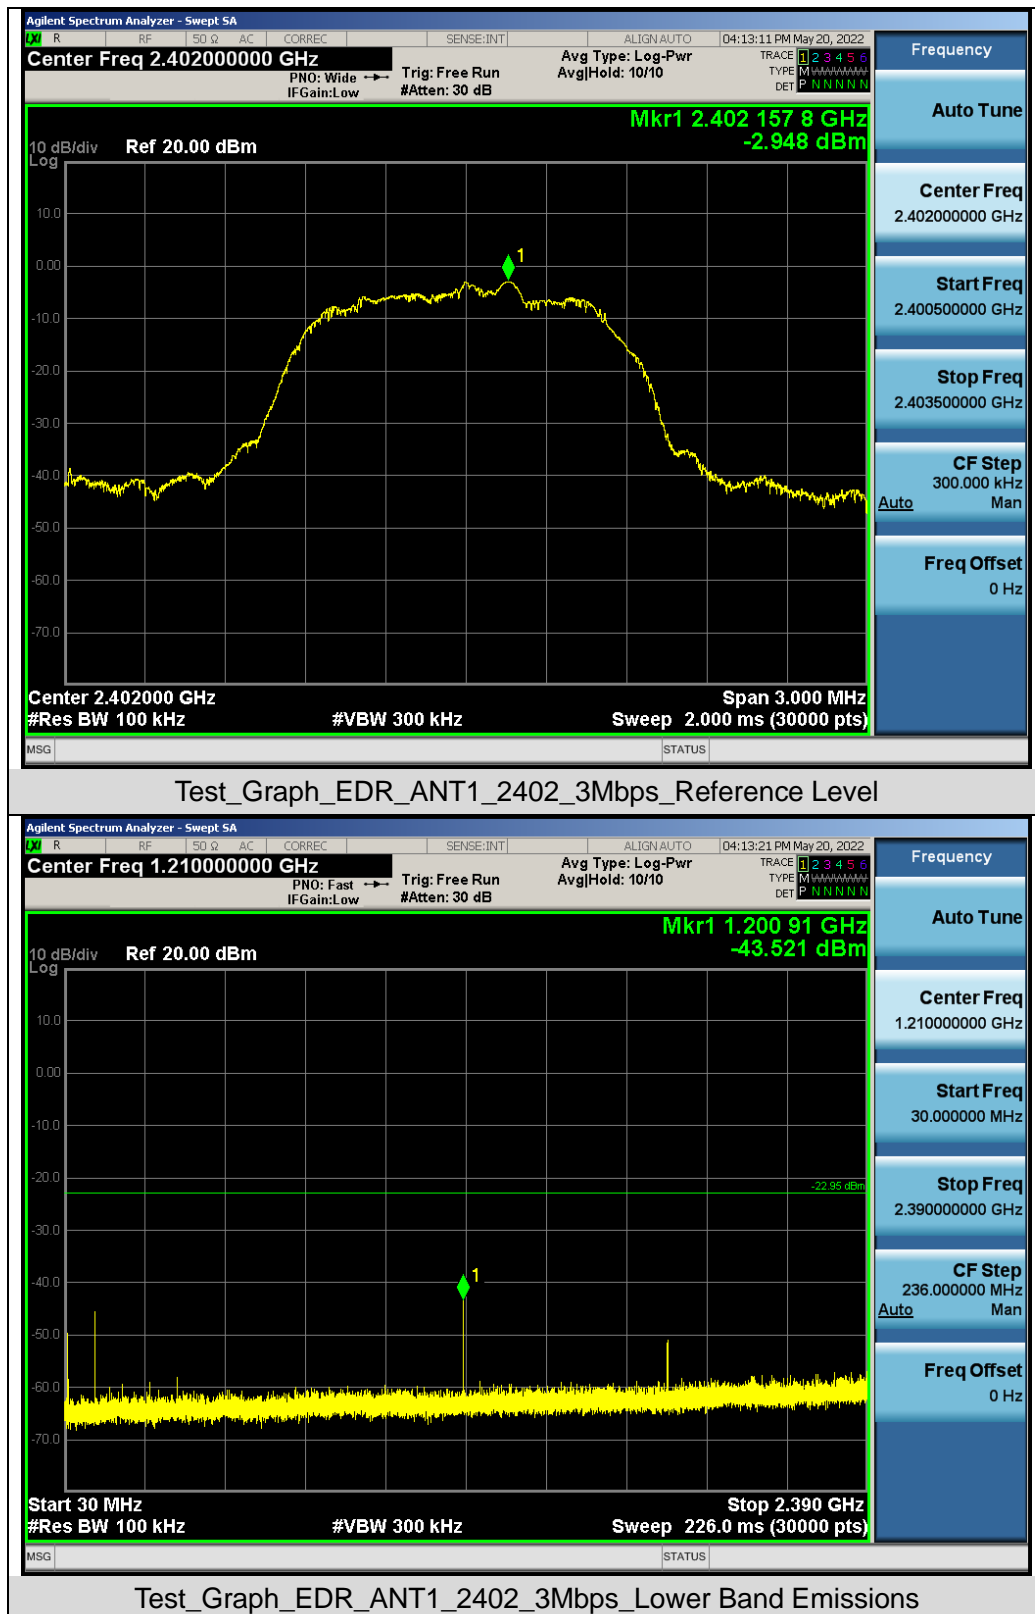 Agilent Spectrum Analyzer - Swept SA
LXI R RF 50 Ω AC CORREC SENSE:INT ALIGN AUTO 04:13:11 PM May 20, 2022
Center Freq 2.402000000 GHz
PNO: Wide
IFGain:Low
Trig: Free Run
#Atten: 30 dB
Avg Type: Log-Pwr
Avg|Hold: 10/10
TRACE 1 2 3 4 5 6
TYPE M
DET P N N N N N
Mkr1 2.402 157 8 GHz
-2.948 dBm
10 dB/div Ref 20.00 dBm
Log
10.0
0.00
-10.0
-20.0
-30.0
-40.0
-50.0
-60.0
-70.0
1
Center 2.402000 GHz Span 3.000 MHz
#Res BW 100 kHz #VBW 300 kHz Sweep 2.000 ms (30000 pts)
MSG STATUS
Frequency
Auto Tune
Center Freq
2.402000000 GHz
Start Freq
2.400500000 GHz
Stop Freq
2.403500000 GHz
CF Step
300.000 kHz
Auto Man
Freq Offset
0 Hz
Test_Graph_EDR_ANT1_2402_3Mbps_Reference Level
Agilent Spectrum Analyzer - Swept SA
LXI R RF 50 Ω AC CORREC SENSE:INT ALIGN AUTO 04:13:21 PM May 20, 2022
Center Freq 1.210000000 GHz
PNO: Fast
IFGain:Low
Trig: Free Run
#Atten: 30 dB
Avg Type: Log-Pwr
Avg|Hold: 10/10
TRACE 1 2 3 4 5 6
TYPE M
DET P N N N N N
Mkr1 1.200 91 GHz
-43.521 dBm
10 dB/div Ref 20.00 dBm
Log
10.0
0.00
-10.0
-20.0
-30.0
-40.0
-50.0
-60.0
-70.0
-22.95 dBm
1
Start 30 MHz Stop 2.390 GHz
#Res BW 100 kHz #VBW 300 kHz Sweep 226.0 ms (30000 pts)
MSG STATUS
Frequency
Auto Tune
Center Freq
1.210000000 GHz
Start Freq
30.000000 MHz
Stop Freq
2.390000000 GHz
CF Step
236.000000 MHz
Auto Man
Freq Offset
0 Hz
Test_Graph_EDR_ANT1_2402_3Mbps_Lower Band Emissions